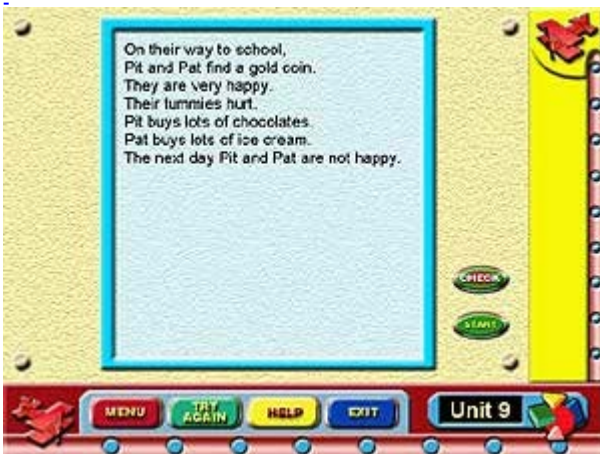 On their way to school,
Pit and Pat find a gold coin.
They are very happy.
Their tummies hurt.
Pit buys lots of chocolates.
Pat buys lots of ice cream.
The next day Pit and Pat are not happy.
CHECK
START
MENU
TRY AGAIN
HELP
EXIT
Unit 9